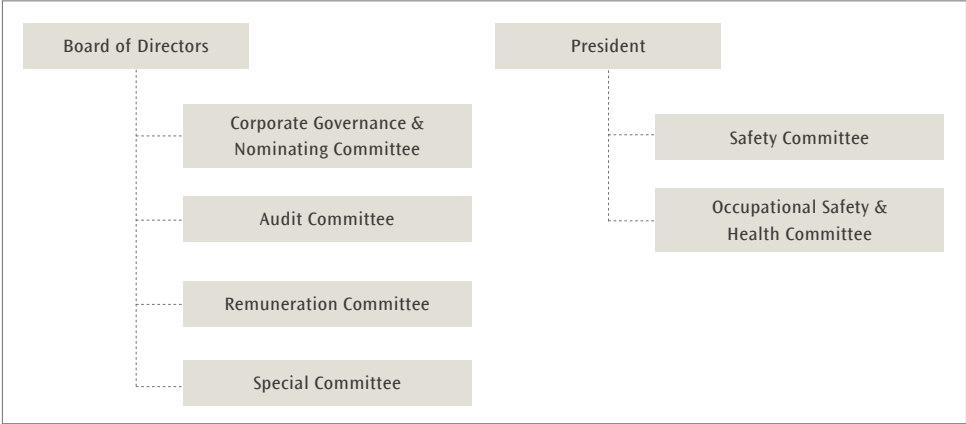 Board of Directors
Corporate Governance &
Nominating Committee
Audit Committee
Remuneration Committee
Special Committee
President
Safety Committee
Occupational Safety &
Health Committee